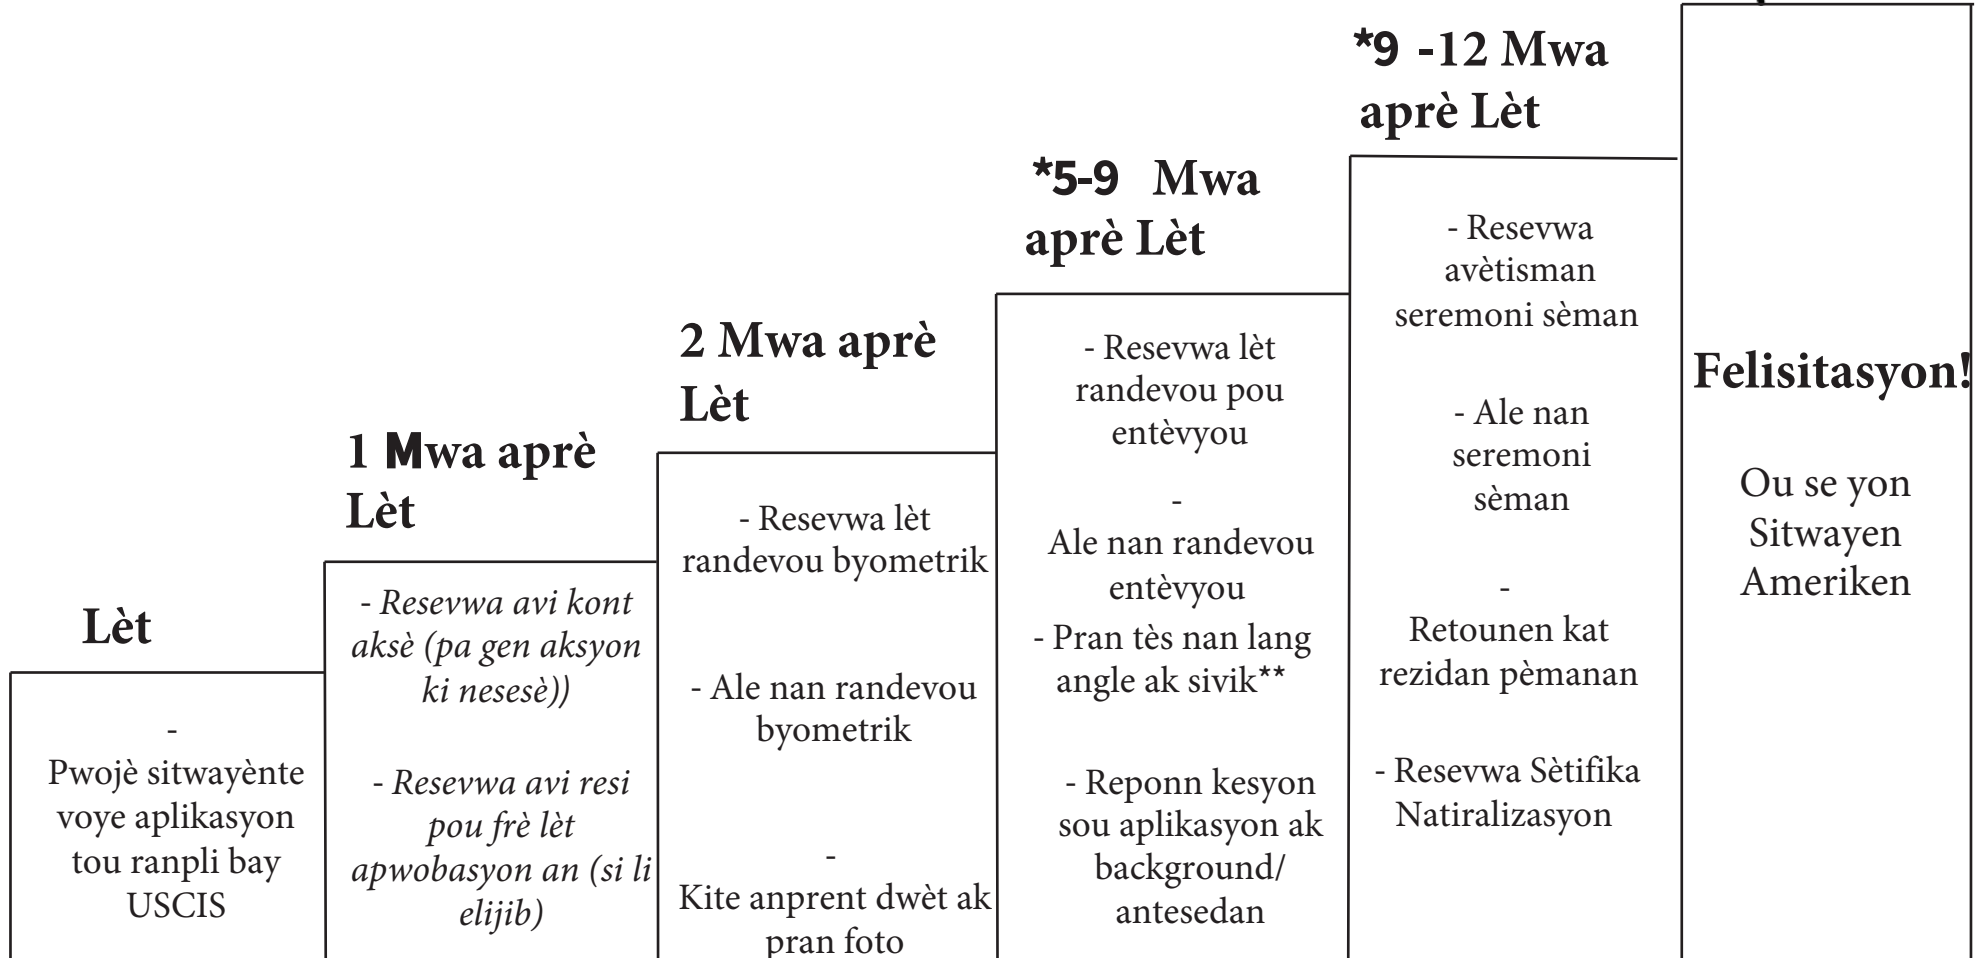 Lèt
-
Pwojè sitwayènte
voye aplikasyon
tou ranpli bay
USCIS
1 Mwa aprè
Lèt
- Resevwa avi kont
aksè (pa gen aksyon
ki nesesè))
- Resevwa avi resi
pou frè lèt
apwobasyon an (si li
elijib)
2 Mwa aprè
Lèt
- Resevwa lèt
randevou byometrik
- Ale nan randevou
byometrik
-
Kite anprent dwèt ak
pran foto
*5-9 Mwa
aprè Lèt
- Resevwa lèt
randevou pou
entèvyou
-
Ale nan randevou
entèvyou
- Pran tès nan lang
angle ak sivik**
- Reponn kesyon
sou aplikasyon ak
background/
antesedan
*9 -12 Mwa
aprè Lèt
- Resevwa
avètisman
seremoni sèman
- Ale nan
seremoni
sèman
-
Retounen kat
rezidan pèmanan
- Resevwa Sètifika
Natiralizasyon
Felisitasyon!
Ou se yon
Sitwayen
Ameriken